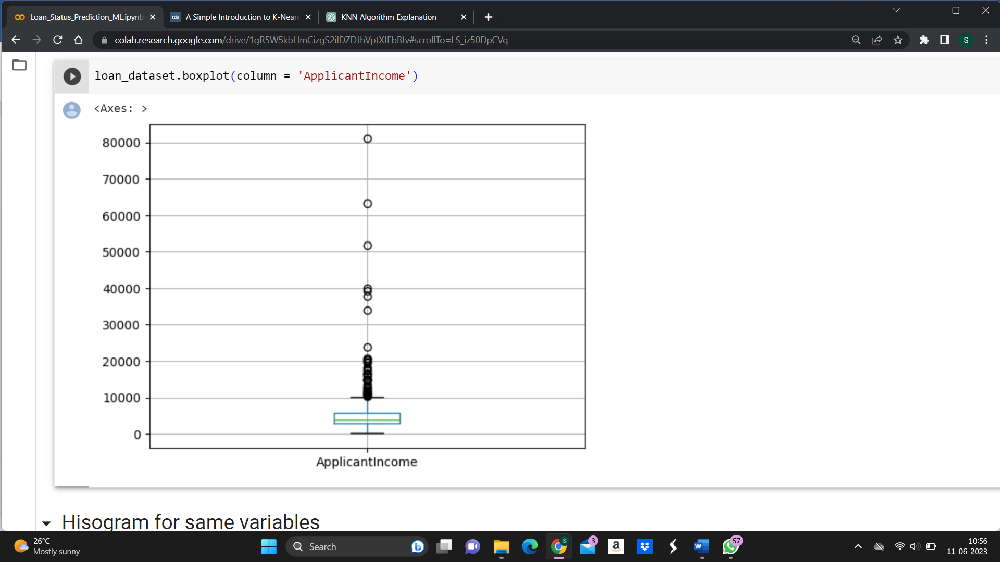 Loan_Status_Prediction_ML.ipynb
tds A Simple Introduction to K-Neare
KNN Algorithm Explanation
colab.research.google.com/drive/1gR5W5kbHmCizgS2ilDZDJhVptXfFbBfv#scrollTo=LS_iz50DpCVq
S
loan_dataset.boxplot(column = 'ApplicantIncome')
<Axes: >
80000
70000
60000
50000
40000
30000
20000
10000
0
ApplicantIncome
Hisogram for same variables
26°C
Mostly sunny
Search
S
3
a
W
57
10:56
11-06-2023